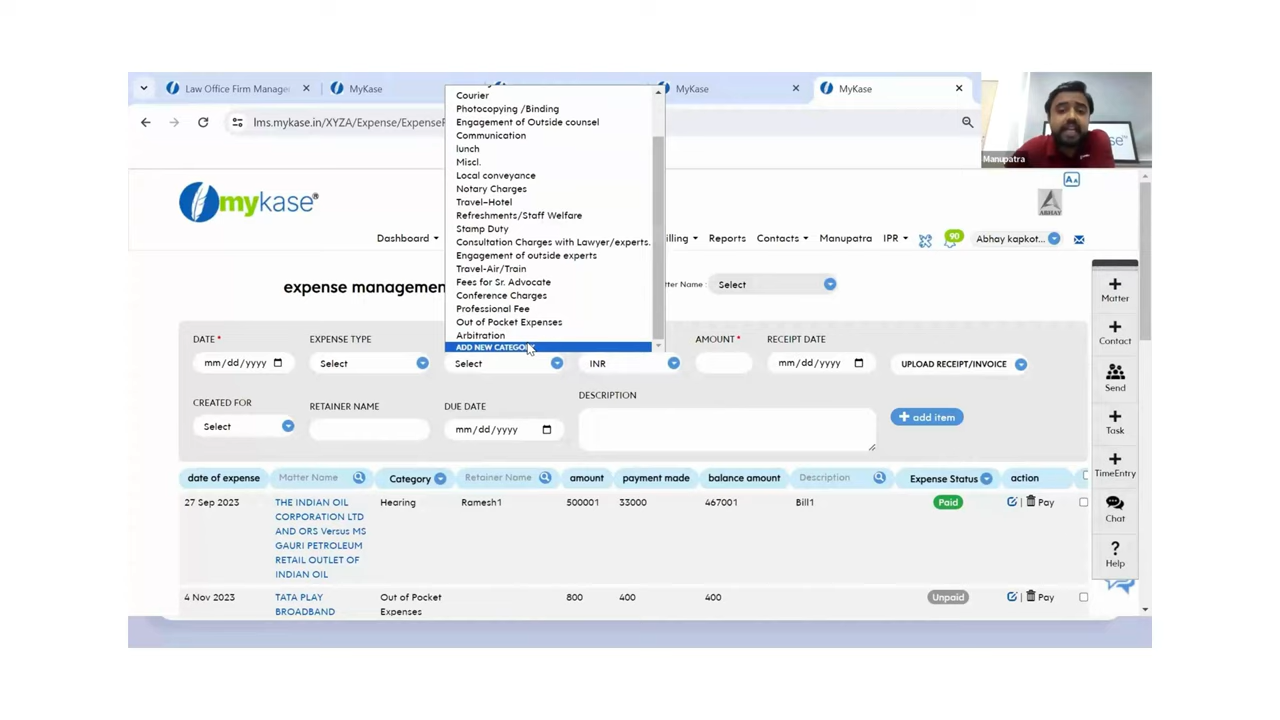 Law Office Firm Manage
MyKase
MyKase
MyKase
lms.mykase.in/XYZA/Expense/Expense
Manupatra
mykase®
ABHAY
Dashboard
illing
Reports
Contacts
Manupatra
IPR
90
Abhay kapkot...
expense management
tter Name :
Select
Courier
Photocopying /Binding
Engagement of Outside counsel
Communication
lunch
Miscl.
Local conveyance
Notary Charges
Travel-Hotel
Refreshments/Staff Welfare
Stamp Duty
Consultation Charges with Lawyer/experts.
Engagement of outside experts
Travel-Air/Train
Fees for Sr. Advocate
Conference Charges
Professional Fee
Out of Pocket Expenses
Arbitration
ADD NEW CATEGORY
DATE *
EXPENSE TYPE
AMOUNT *
RECEIPT DATE
mm/dd/yyyy
Select
Select
INR
mm/dd/yyyy
UPLOAD RECEIPT/INVOICE
CREATED FOR
RETAINER NAME
DUE DATE
DESCRIPTION
Select
mm/dd/yyyy
+ add item
date of expense
Matter Name
Category
Retainer Name
amount
payment made
balance amount
Description
Expense Status
action
27 Sep 2023
THE INDIAN OIL
CORPORATION LTD
AND ORS Versus MS
GAURI PETROLEUM
RETAIL OUTLET OF
INDIAN OIL
Hearing
Ramesh1
500001
33000
467001
Bill1
Paid
| Pay
4 Nov 2023
TATA PLAY
BROADBAND
Out of Pocket
Expenses
800
400
400
Unpaid
| Pay
Matter
Contact
Send
Task
TimeEntry
Chat
Help